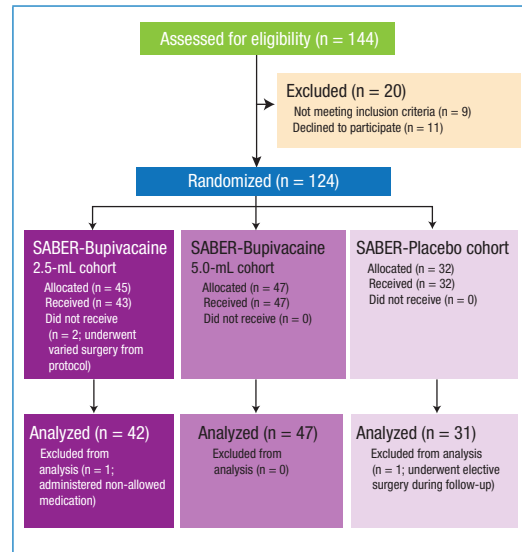 Assessed for eligibility (n = 144)
Excluded (n = 20)
Not meeting inclusion criteria (n = 9)
Declined to participate (n = 11)
Randomized (n = 124)
SABER-Bupivacaine
2.5-mL cohort
Allocated (n = 45)
Received (n = 43)
Did not receive
(n = 2; underwent
varied surgery from
protocol)
SABER-Bupivacaine
5.0-mL cohort
Allocated (n = 47)
Received (n = 47)
Did not receive (n = 0)
SABER-Placebo cohort
Allocated (n = 32)
Received (n = 32)
Did not receive (n = 0)
Analyzed (n = 42)
Excluded from
analysis (n = 1;
administered non-allowed
medication)
Analyzed (n = 47)
Excluded from
analysis (n = 0)
Analyzed (n = 31)
Excluded from analysis
(n = 1; underwent elective
surgery during follow-up)